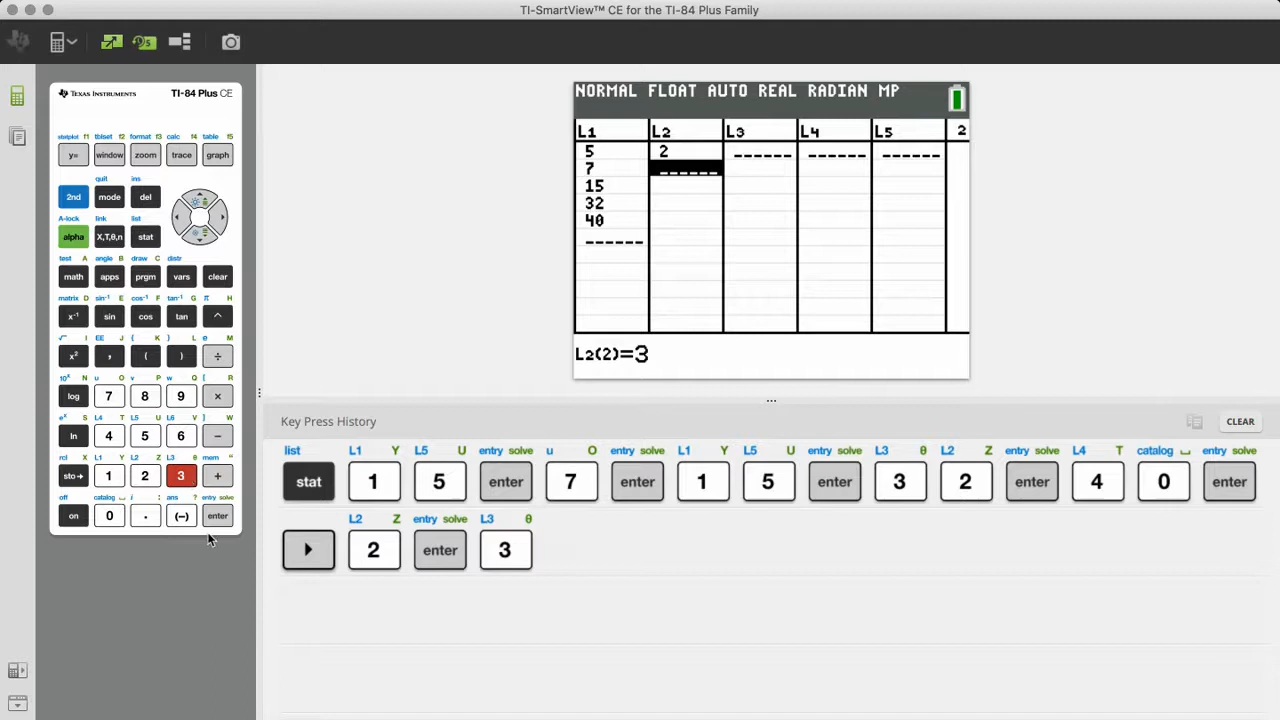 TI-SmartView™ CE for the TI-84 Plus Family
TEXAS INSTRUMENTS TI-84 Plus CE
statplot f1 tblset f2 format f3 calc f4 table f5
y= window zoom trace graph
quit ins
2nd mode del
A-lock link list
alpha X,T,θ,n stat
test A angle B draw C distr
math apps prgm vars clear
matrix D sin⁻¹ E cos⁻¹ F tan⁻¹ G π H
x⁻¹ sin cos tan ^
√ I EE J { K } L e M
x² , ( ) ÷
10ˣ N u O v P w Q [ R
log 7 8 9 ×
eˣ S L4 T L5 U L6 V ] W
ln 4 5 6 −
rcl X L1 Y L2 Z L3 θ mem "
sto→ 1 2 3 +
off catalog ⎵ i : ans ? entry solve
on 0 . (−) enter
NORMAL FLOAT AUTO REAL RADIAN MP
L1 L2 L3 L4 L5 2
5 2 ------ ------ ------
7 ------
15
32
40
------
L2(2)=3
Key Press History
CLEAR
list L1 Y L5 U entry solve u O entry solve L1 Y L5 U entry solve L3 θ L2 Z entry solve L4 T catalog ⎵ entry solve
stat 1 5 enter 7 enter 1 5 enter 3 2 enter 4 0 enter
L2 Z entry solve L3 θ
2 enter 3